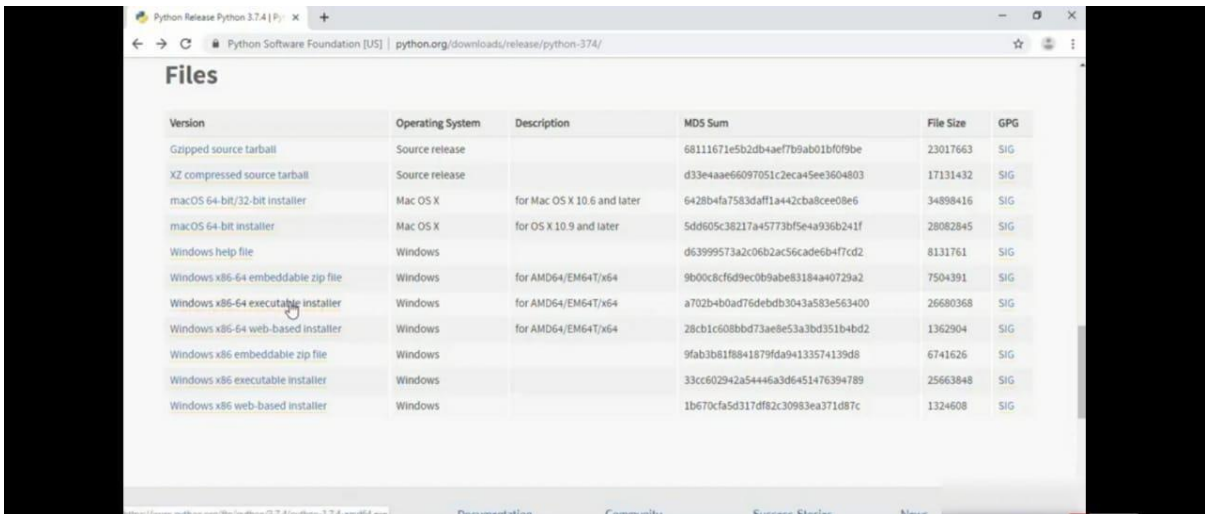 Python Release Python 3.7.4 | Py
Python Software Foundation [US] | python.org/downloads/release/python-374/
Files
Version Operating System Description MD5 Sum File Size GPG
Gzipped source tarball Source release 68111671e5b2db4aef7b9ab01bf0f9be 23017663 SIG
XZ compressed source tarball Source release d33e4aae66097051c2eca45ee3604803 17131432 SIG
macOS 64-bit/32-bit installer Mac OS X for Mac OS X 10.6 and later 6428b4fa7583daff1a442cba8cee08e6 34898416 SIG
macOS 64-bit installer Mac OS X for OS X 10.9 and later 5dd605c38217a45773bf5e4a936b241f 28082845 SIG
Windows help file Windows d63999573a2c06b2ac56cade6b4f7cd2 8131761 SIG
Windows x86-64 embeddable zip file Windows for AMD64/EM64T/x64 9b00c8cf6d9ec0b9abe83184a40729a2 7504391 SIG
Windows x86-64 executable installer Windows for AMD64/EM64T/x64 a702b4b0ad76debdb3043a583e563400 26680368 SIG
Windows x86-64 web-based installer Windows for AMD64/EM64T/x64 28cb1c608bbd73ae8e53a3bd351b4bd2 1362904 SIG
Windows x86 embeddable zip file Windows 9fab3b81f8841879fda94133574139d8 6741626 SIG
Windows x86 executable installer Windows 33cc602942a54446a3d6451476394789 25663848 SIG
Windows x86 web-based installer Windows 1b670cfa5d317df82c30983ea371d87c 1324608 SIG
Documentation Community Success Stories News